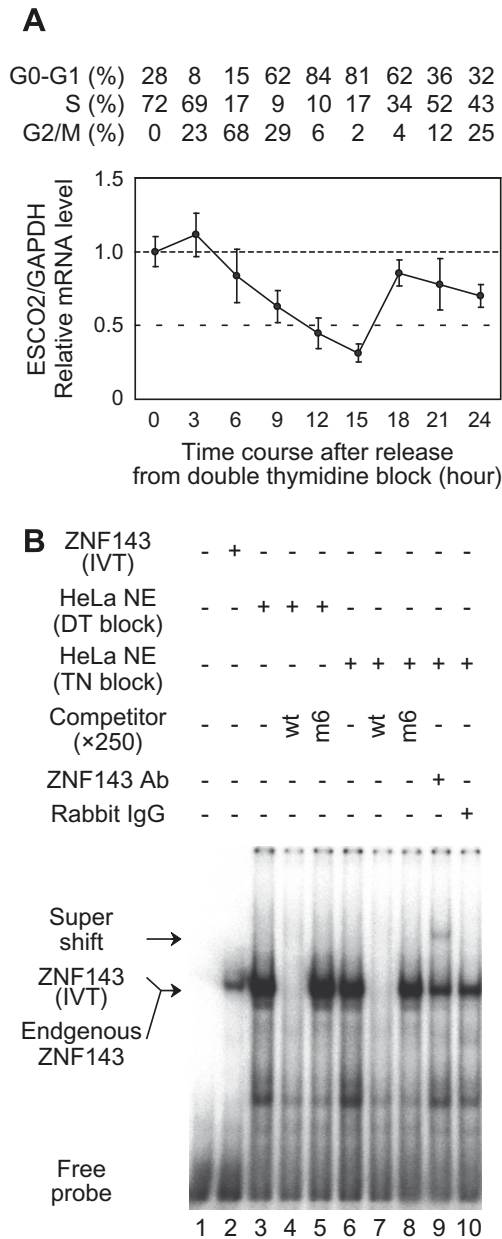 A
G0-G1 (%) 28 8 15 62 84 81 62 36 32
S (%) 72 69 17 9 10 17 34 52 43
G2/M (%) 0 23 68 29 6 2 4 12 25
ESCO2/GAPDH
Relative mRNA level
1.5
1.0
0.5
0
0 3 6 9 12 15 18 21 24
Time course after release
from double thymidine block (hour)
B
ZNF143
(IVT)
- + - - - - - - - -
HeLa NE
(DT block)
- - + + + - - - - -
HeLa NE
(TN block)
- - - - - + + + + +
Competitor
(×250)
- - - wt m6 - wt m6 - -
ZNF143 Ab - - - - - - - - + -
Rabbit IgG - - - - - - - - - +
Super
shift
ZNF143
(IVT)
Endgenous
ZNF143
Free
probe
1 2 3 4 5 6 7 8 9 10